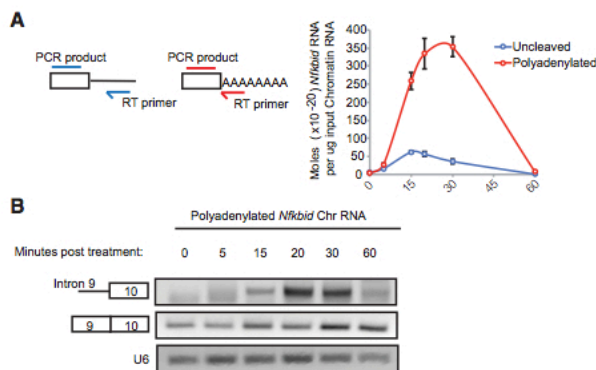 A
PCR product
RT primer
PCR product
AAAAAAAA
RT primer
Moles (x10-20) Nfkbid RNA
per ug input Chromatin RNA
400
350
300
250
200
150
100
50
0
0
15
30
45
60
Uncleaved
Polyadenylated
B
Polyadenylated Nfkbid Chr RNA
Minutes post treatment: 0 5 15 20 30 60
Intron 9
10
9 10
U6